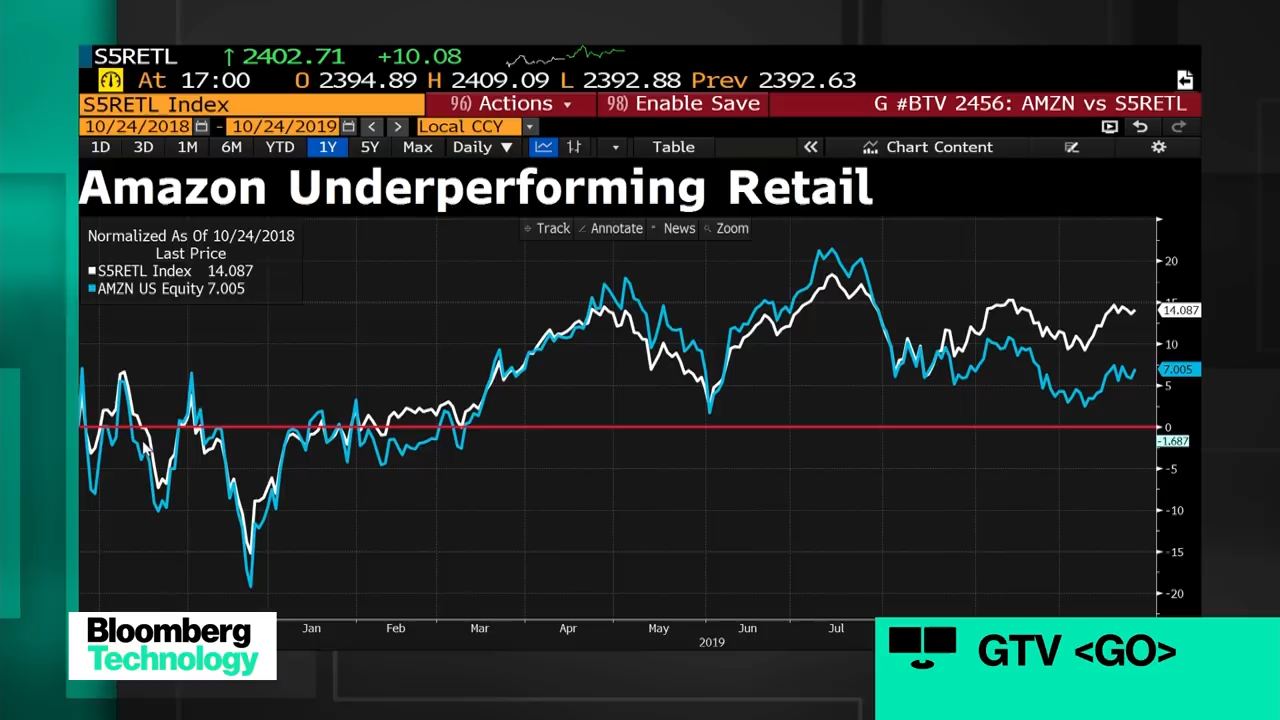 S5RETL ↑ 2402.71 +10.08
At 17:00 O 2394.89 H 2409.09 L 2392.88 Prev 2392.63
S5RETL Index 96) Actions 98) Enable Save G #BTV 2456: AMZN vs S5RETL
10/24/2018 - 10/24/2019 < > Local CCY
1D 3D 1M 6M YTD 1Y 5Y Max Daily ▼ Table « Chart Content
Amazon Underperforming Retail
Track Annotate News Zoom
Normalized As Of 10/24/2018
Last Price
S5RETL Index 14.087
AMZN US Equity 7.005
20
15
14.087
10
7.005
5
0
-1.687
-5
-10
-15
-20
Jan Feb Mar Apr May Jun Jul
2019
Bloomberg
Technology
GTV <GO>